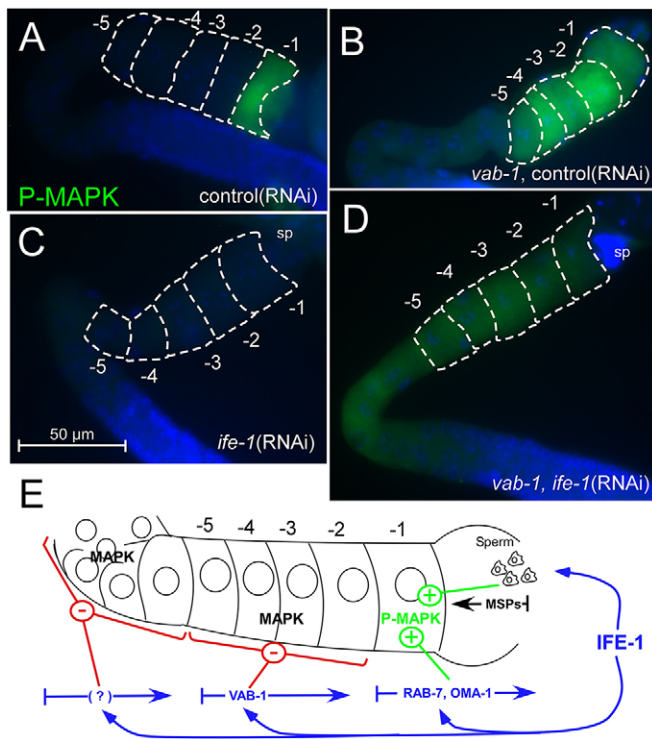 A
-5
-4
-3
-2
-1
P-MAPK
control(RNAi)
B
-1
-2
-3
-4
-5
vab-1, control(RNAi)
C
sp
-1
-2
-3
-4
-5
50 µm
ife-1(RNAi)
D
-1
-2
-3
-4
-5
sp
vab-1, ife-1(RNAi)
E
-5 -4 -3 -2 -1
Sperm
MAPK
MAPK
P-MAPK
MSPs
IFE-1
+
+
-
-
(?)
VAB-1
RAB-7, OMA-1